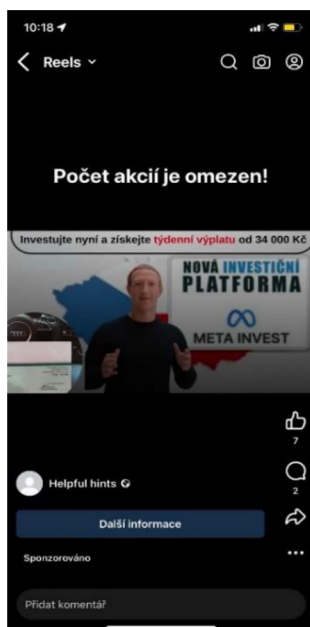 10:18
Reels
Počet akcií je omezen!
Investujte nyní a získejte týdenní výplatu od 34 000 Kč
NOVÁ INVESTIČNÍ
PLATFORMA
META INVEST
7
2
Helpful hints
Další informace
Sponzorováno
Přidat komentář